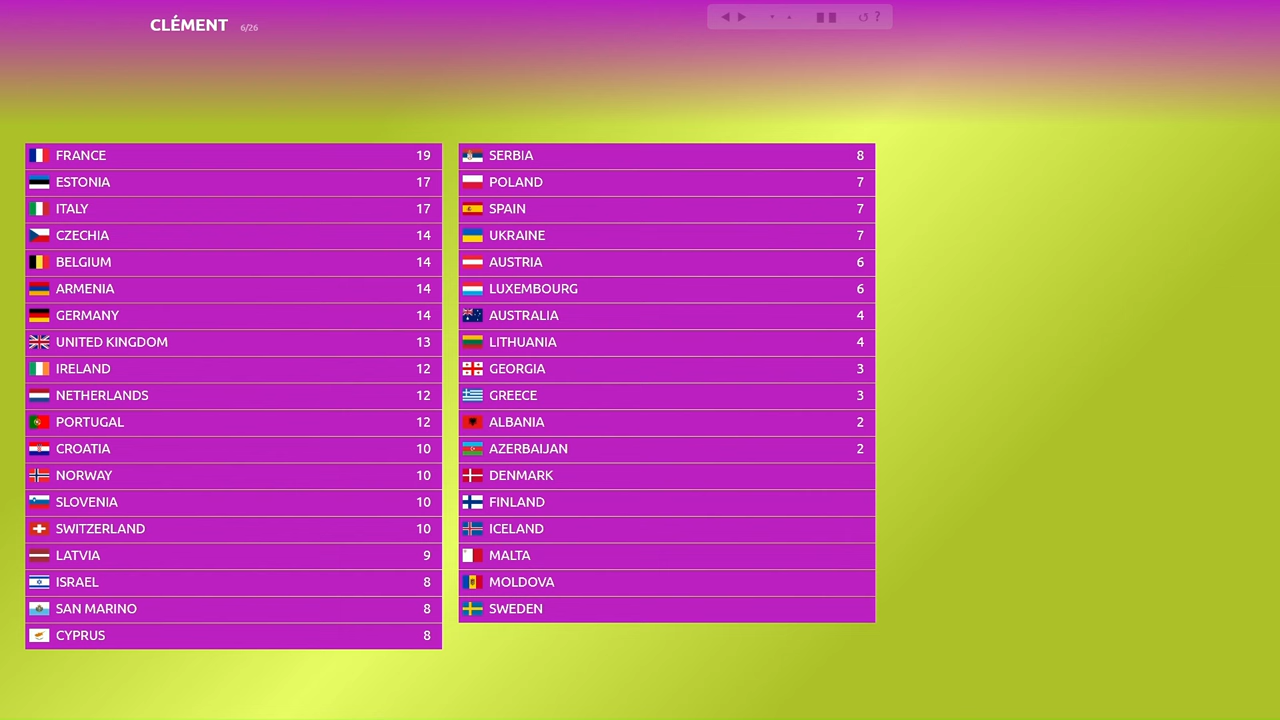 CLÉMENT 6/26
?
FRANCE 19
ESTONIA 17
ITALY 17
CZECHIA 14
BELGIUM 14
ARMENIA 14
GERMANY 14
UNITED KINGDOM 13
IRELAND 12
NETHERLANDS 12
PORTUGAL 12
CROATIA 10
NORWAY 10
SLOVENIA 10
SWITZERLAND 10
LATVIA 9
ISRAEL 8
SAN MARINO 8
CYPRUS 8
SERBIA 8
POLAND 7
SPAIN 7
UKRAINE 7
AUSTRIA 6
LUXEMBOURG 6
AUSTRALIA 4
LITHUANIA 4
GEORGIA 3
GREECE 3
ALBANIA 2
AZERBAIJAN 2
DENMARK
FINLAND
ICELAND
MALTA
MOLDOVA
SWEDEN